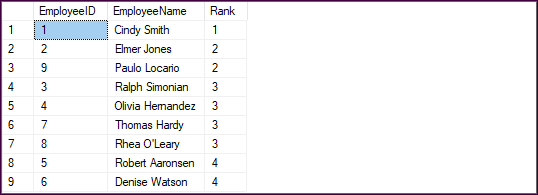 EmployeeID EmployeeName Rank
1 1 Cindy Smith 1
2 2 Elmer Jones 2
3 9 Paulo Locario 2
4 3 Ralph Simonian 3
5 4 Olivia Hernandez 3
6 7 Thomas Hardy 3
7 8 Rhea O'Leary 3
8 5 Robert Aaronsen 4
9 6 Denise Watson 4